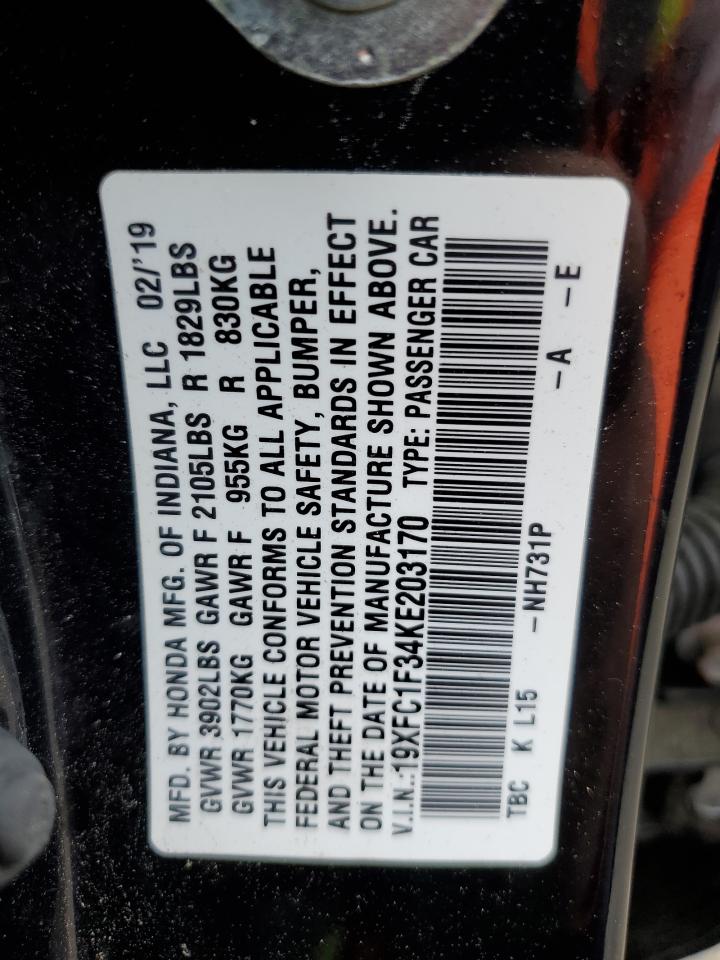 MFD. BY HONDA MFG. OF INDIANA, LLC 02/'19
GVWR 3902LBS GAWR F 2105LBS R 1829LBS
GVWR 1770KG GAWR F 955KG R 830KG
THIS VEHICLE CONFORMS TO ALL APPLICABLE
FEDERAL MOTOR VEHICLE SAFETY, BUMPER,
AND THEFT PREVENTION STANDARDS IN EFFECT
ON THE DATE OF MANUFACTURE SHOWN ABOVE.
V.I.N.:19XFC1F34KE203170 TYPE: PASSENGER CAR
TBC K L15 -NH731P -A -E